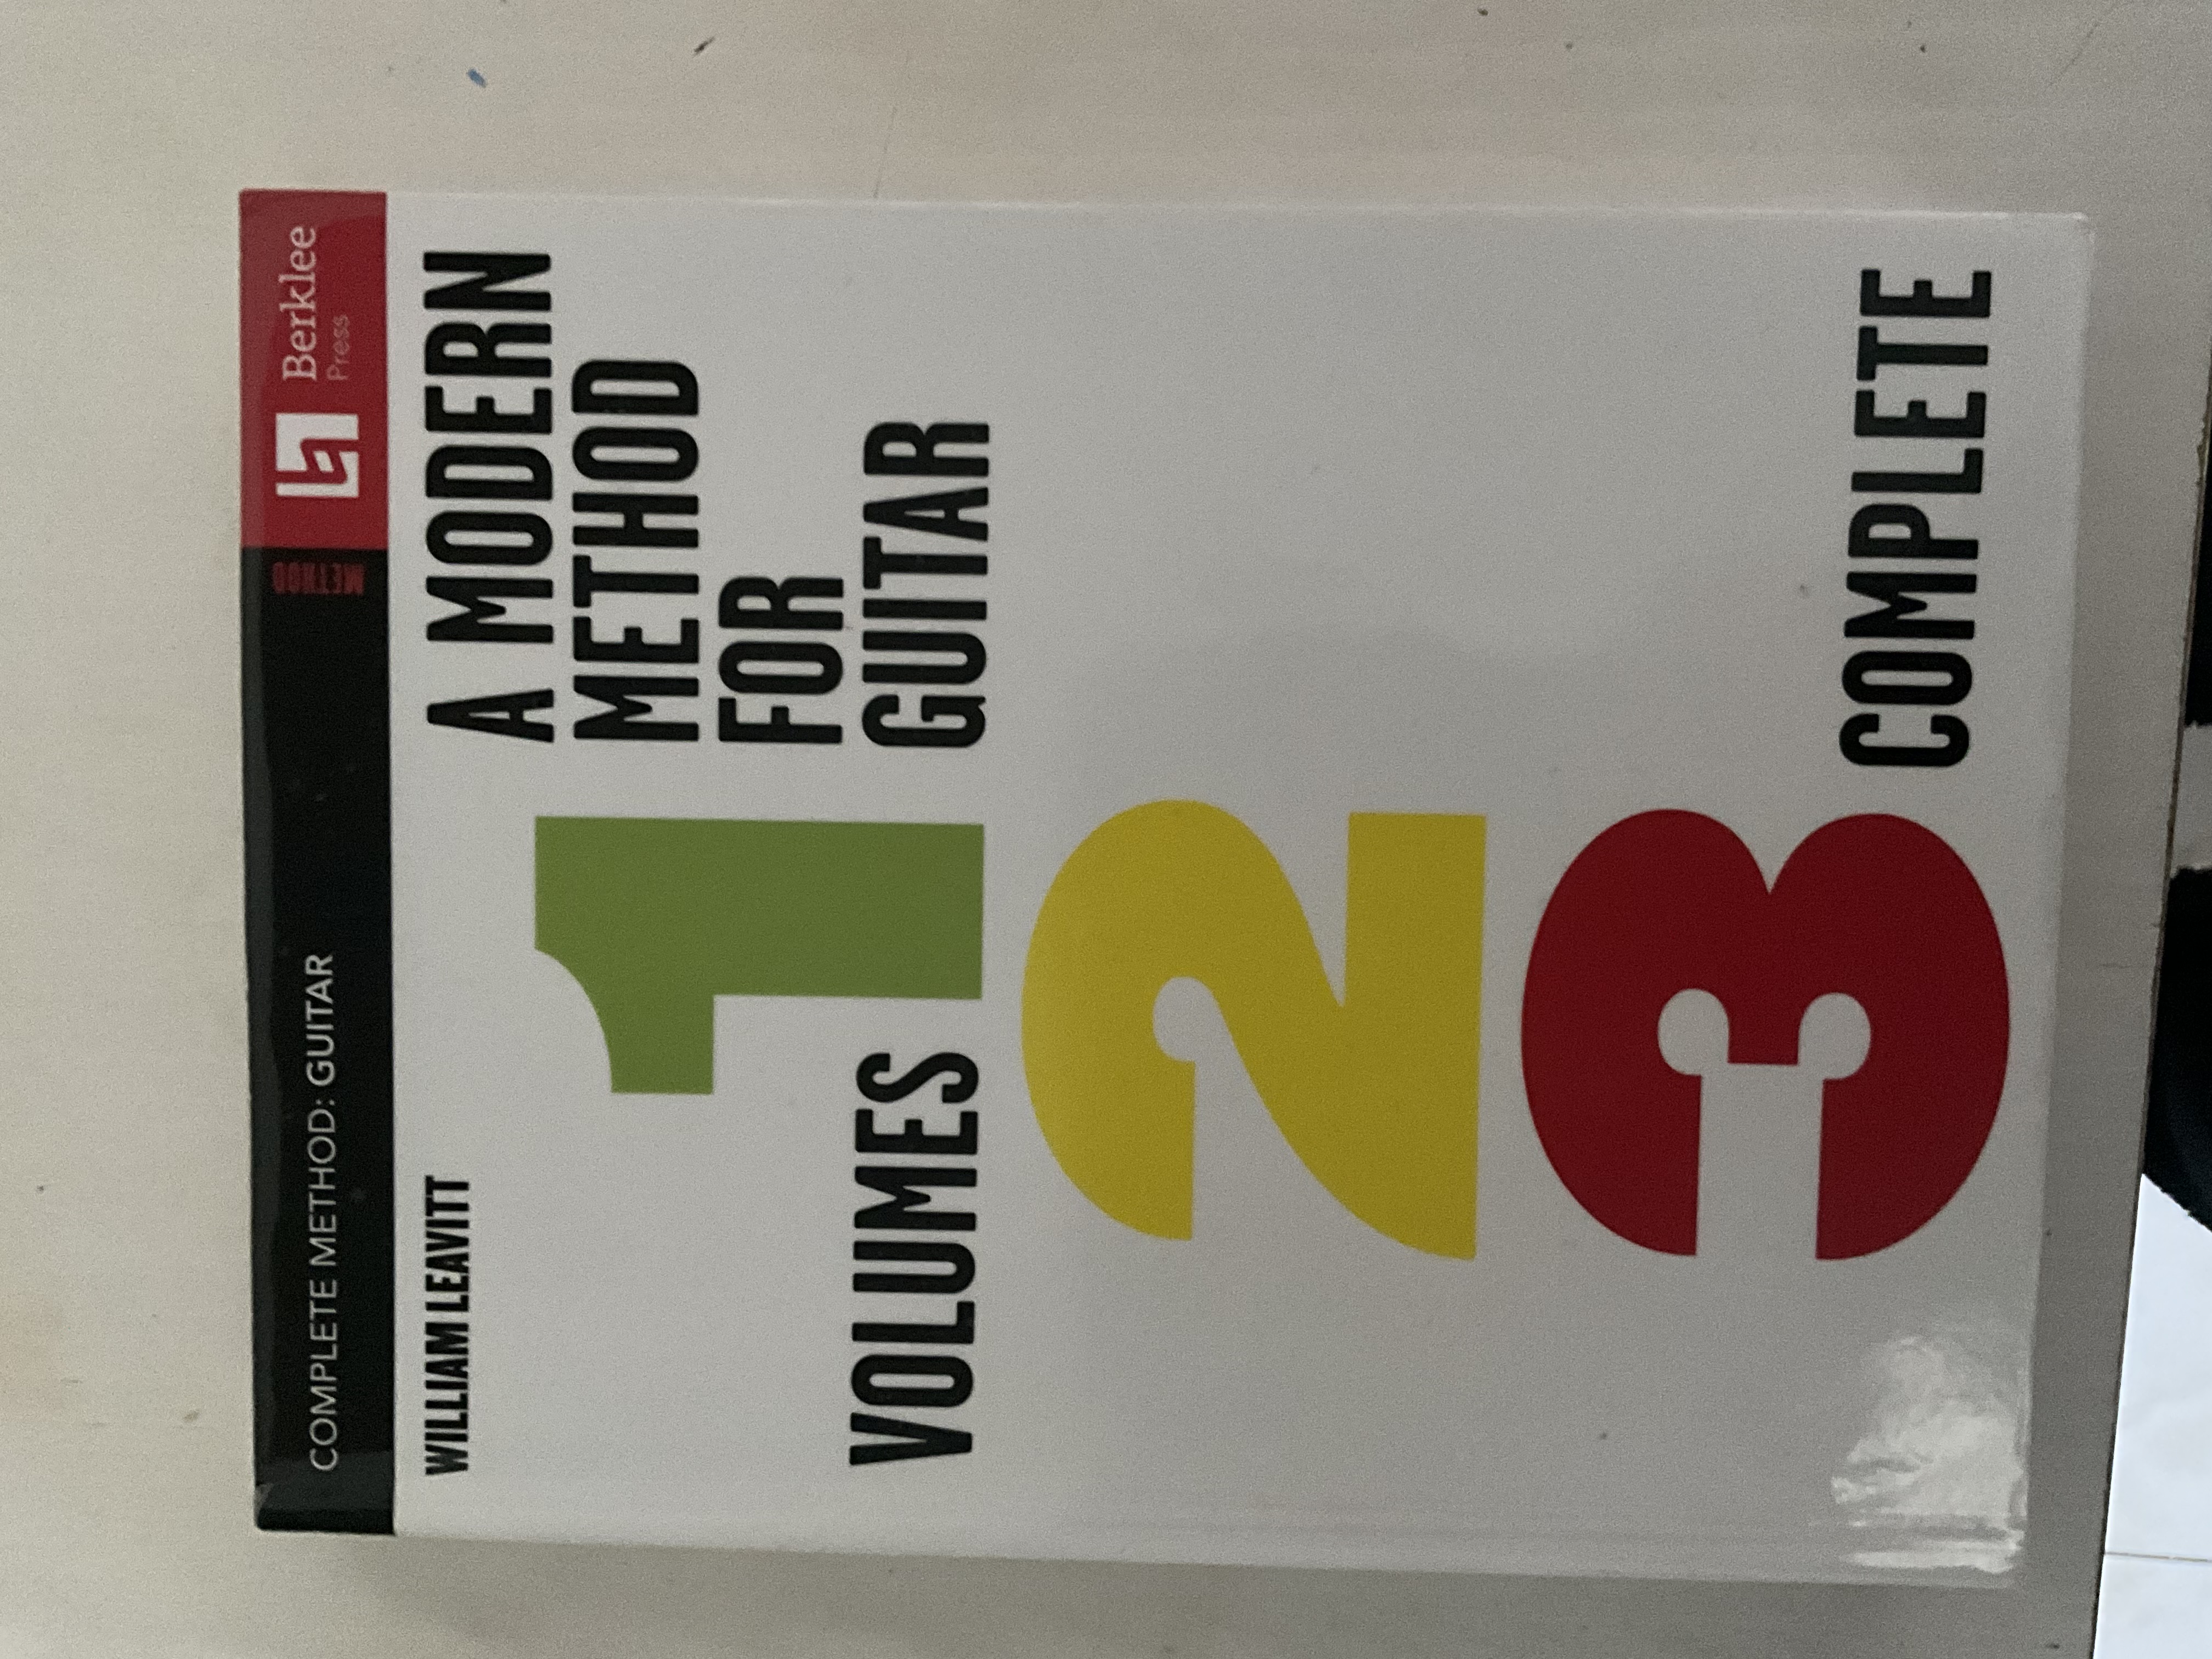 COMPLETE METHOD: GUITAR
METHOD
Berklee
Press
WILLIAM LEAVITT
A MODERN
METHOD
FOR
GUITAR
VOLUMES 1
2
3
COMPLETE